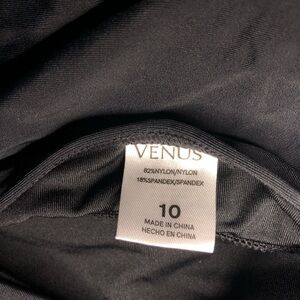 VENUS
82%NYLON/NYLON
18%SPANDEX/SPANDEX
10
MADE IN CHINA
HECHO EN CHINA